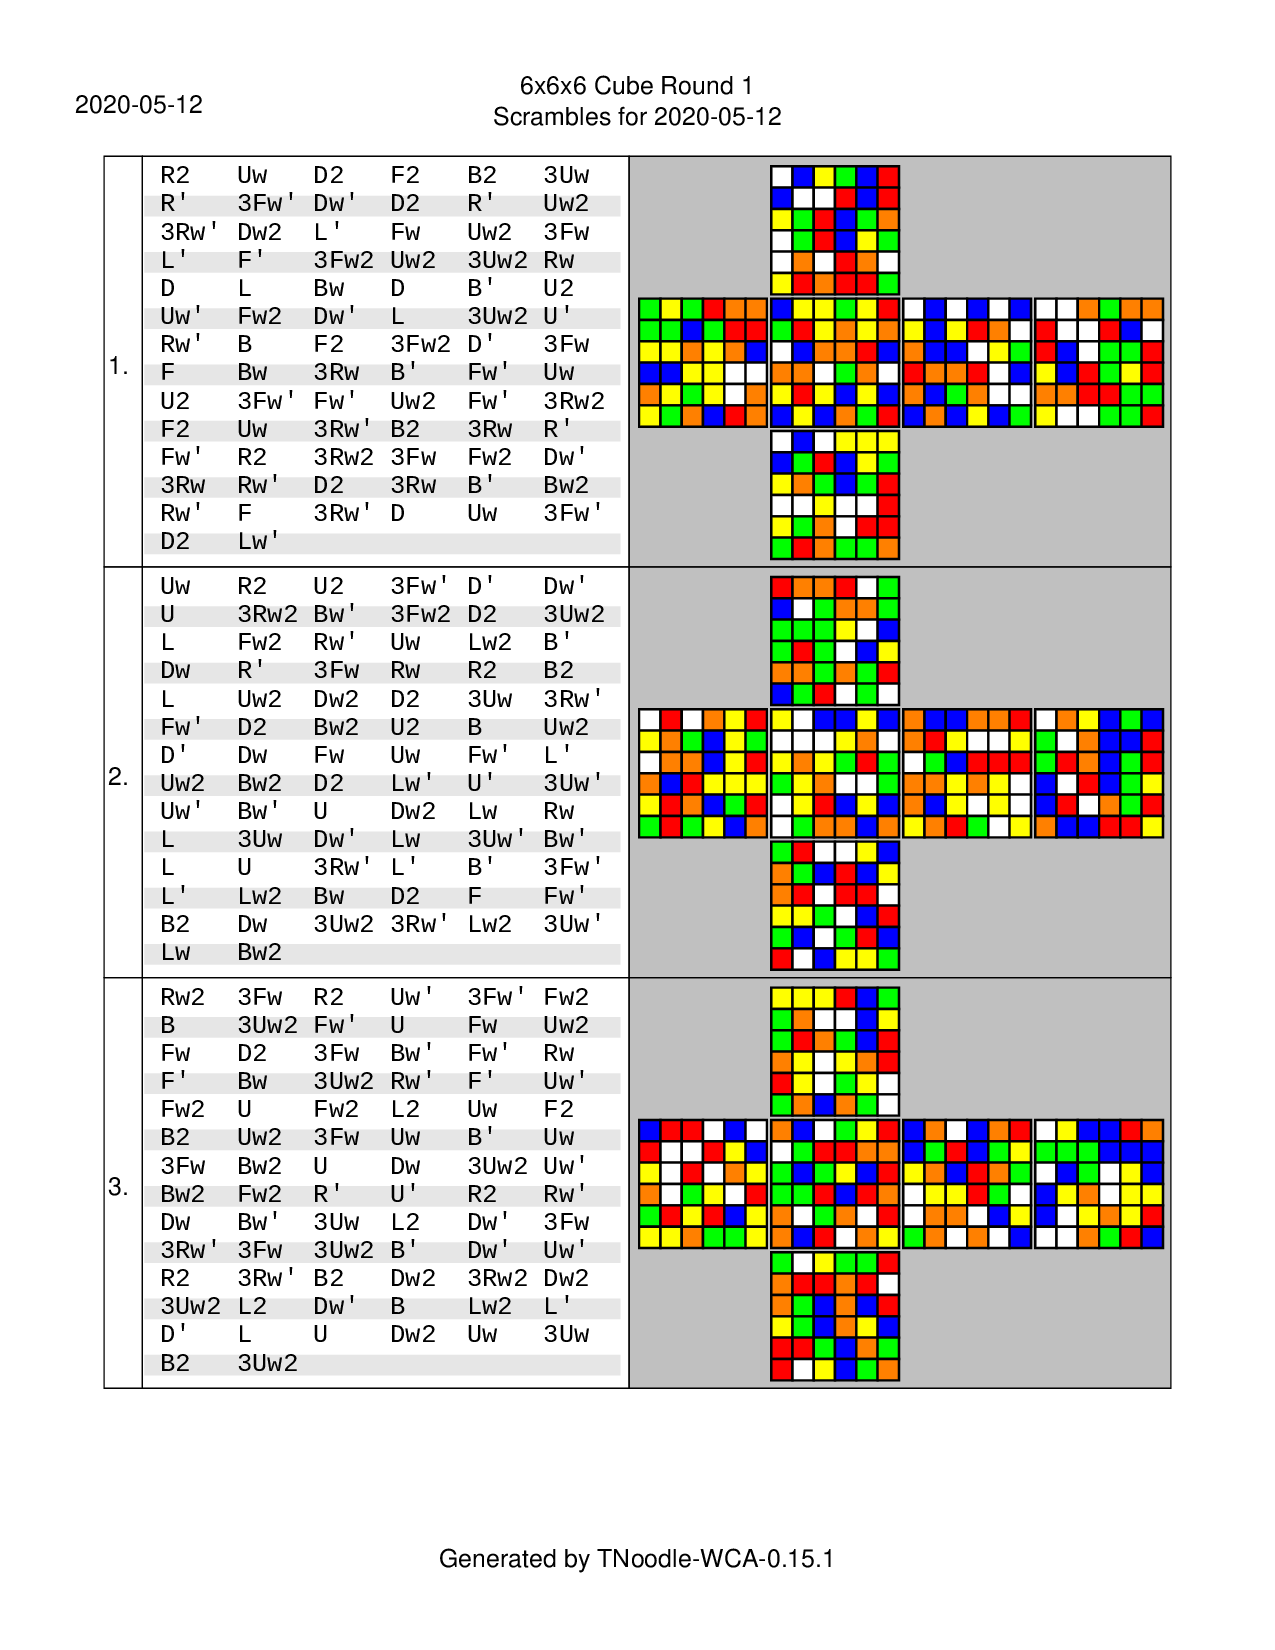 6x6x6 Cube Round 1
2020-05-12
Scrambles for 2020-05-12
1.
R2 Uw D2 F2 B2 3Uw
R' 3Fw' Dw' D2 R' Uw2
3Rw' Dw2 L' Fw Uw2 3Fw
L' F' 3Fw2 Uw2 3Uw2 Rw
D L Bw D B' U2
Uw' Fw2 Dw' L 3Uw2 U'
Rw' B F2 3Fw2 D' 3Fw
F Bw 3Rw B' Fw' Uw
U2 3Fw' Fw' Uw2 Fw' 3Rw2
F2 Uw 3Rw' B2 3Rw R'
Fw' R2 3Rw2 3Fw Fw2 Dw'
3Rw Rw' D2 3Rw B' Bw2
Rw' F 3Rw' D Uw 3Fw'
D2 Lw'
2.
Uw R2 U2 3Fw' D' Dw'
U 3Rw2 Bw' 3Fw2 D2 3Uw2
L Fw2 Rw' Uw Lw2 B'
Dw R' 3Fw Rw R2 B2
L Uw2 Dw2 D2 3Uw 3Rw'
Fw' D2 Bw2 U2 B Uw2
D' Dw Fw Uw Fw' L'
Uw2 Bw2 D2 Lw' U' 3Uw'
Uw' Bw' U Dw2 Lw Rw
L 3Uw Dw' Lw 3Uw' Bw'
L U 3Rw' L' B' 3Fw'
L' Lw2 Bw D2 F Fw'
B2 Dw 3Uw2 3Rw' Lw2 3Uw'
Lw Bw2
3.
Rw2 3Fw R2 Uw' 3Fw' Fw2
B 3Uw2 Fw' U Fw Uw2
Fw D2 3Fw Bw' Fw' Rw
F' Bw 3Uw2 Rw' F' Uw'
Fw2 U Fw2 L2 Uw F2
B2 Uw2 3Fw Uw B' Uw
3Fw Bw2 U Dw 3Uw2 Uw'
Bw2 Fw2 R' U' R2 Rw'
Dw Bw' 3Uw L2 Dw' 3Fw
3Rw' 3Fw 3Uw2 B' Dw' Uw'
R2 3Rw' B2 Dw2 3Rw2 Dw2
3Uw2 L2 Dw' B Lw2 L'
D' L U Dw2 Uw 3Uw
B2 3Uw2
Generated by TNoodle-WCA-0.15.1